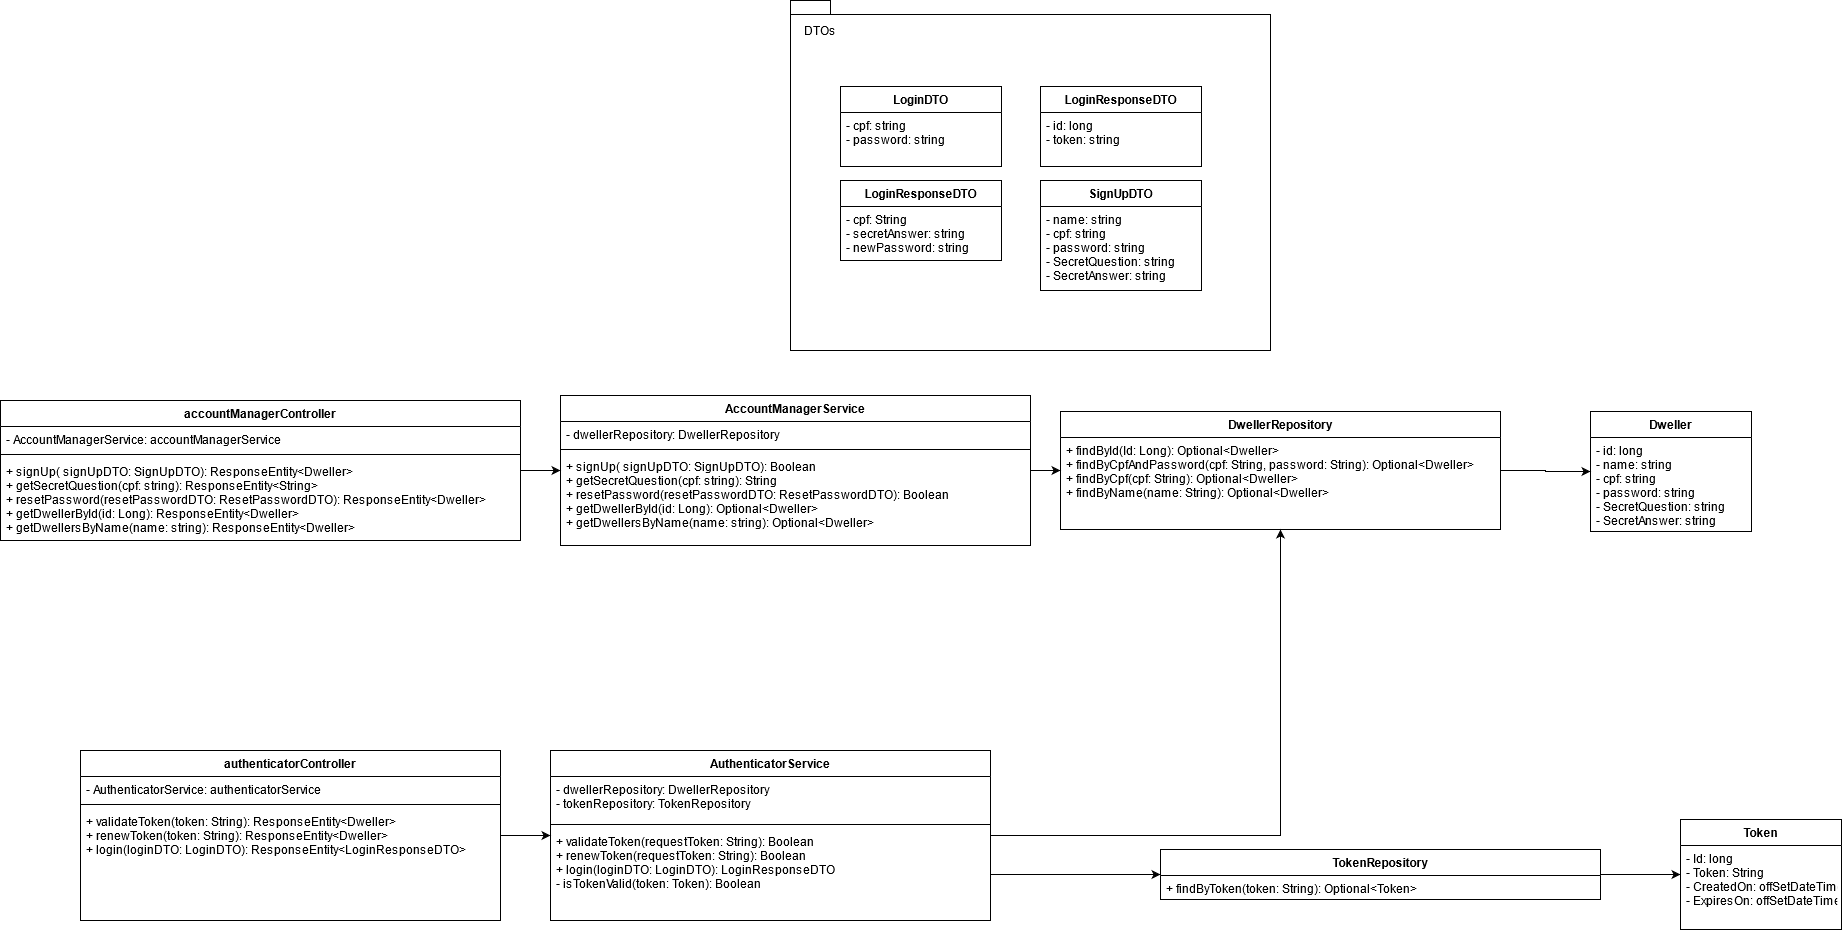 DTOs
LoginDTO
- cpf: string
- password: string
LoginResponseDTO
- id: long
- token: string
LoginResponseDTO
- cpf: String
- secretAnswer: string
- newPassword: string
SignUpDTO
- name: string
- cpf: string
- password: string
- SecretQuestion: string
- SecretAnswer: string
accountManagerController
- AccountManagerService: accountManagerService
+ signUp( signUpDTO: SignUpDTO): ResponseEntity<Dweller>
+ getSecretQuestion(cpf: string): ResponseEntity<String>
+ resetPassword(resetPasswordDTO: ResetPasswordDTO): ResponseEntity<Dweller>
+ getDwellerById(id: Long): ResponseEntity<Dweller>
+ getDwellersByName(name: string): ResponseEntity<Dweller>
AccountManagerService
- dwellerRepository: DwellerRepository
+ signUp( signUpDTO: SignUpDTO): Boolean
+ getSecretQuestion(cpf: string): String
+ resetPassword(resetPasswordDTO: ResetPasswordDTO): Boolean
+ getDwellerById(id: Long): Optional<Dweller>
+ getDwellersByName(name: string): Optional<Dweller>
DwellerRepository
+ findById(Id: Long): Optional<Dweller>
+ findByCpfAndPassword(cpf: String, password: String): Optional<Dweller>
+ findByCpf(cpf: String): Optional<Dweller>
+ findByName(name: String): Optional<Dweller>
Dweller
- id: long
- name: string
- cpf: string
- password: string
- SecretQuestion: string
- SecretAnswer: string
authenticatorController
- AuthenticatorService: authenticatorService
+ validateToken(token: String): ResponseEntity<Dweller>
+ renewToken(token: String): ResponseEntity<Dweller>
+ login(loginDTO: LoginDTO): ResponseEntity<LoginResponseDTO>
AuthenticatorService
- dwellerRepository: DwellerRepository
- tokenRepository: TokenRepository
+ validateToken(requestToken: String): Boolean
+ renewToken(requestToken: String): Boolean
+ login(loginDTO: LoginDTO): LoginResponseDTO
- isTokenValid(token: Token): Boolean
TokenRepository
+ findByToken(token: String): Optional<Token>
Token
- Id: long
- Token: String
- CreatedOn: offSetDateTim
- ExpiresOn: offSetDateTime